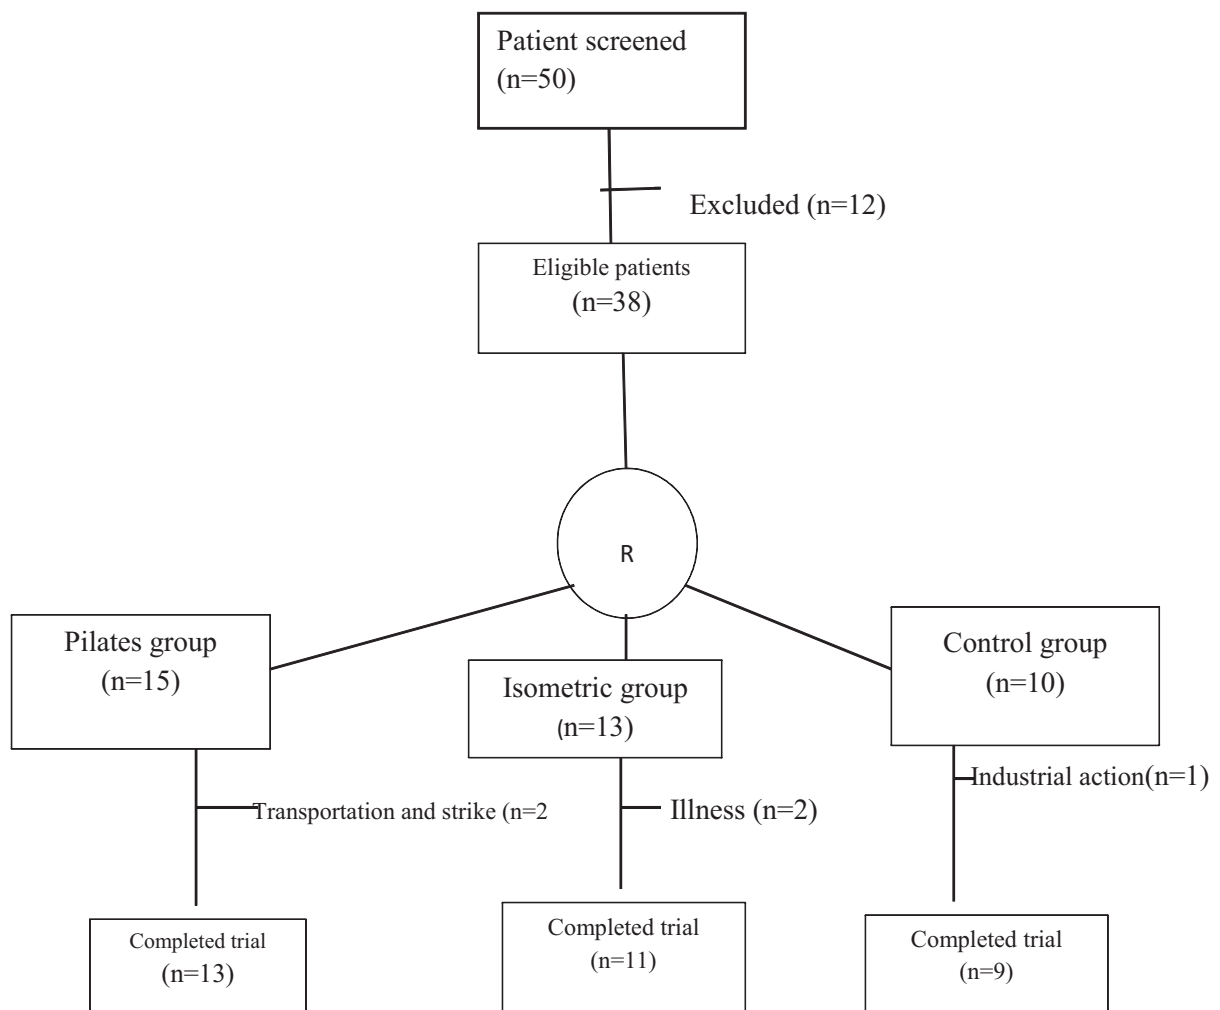 Patient screened
(n=50)
Excluded (n=12)
Eligible patients
(n=38)
R
Pilates group
(n=15)
Isometric group
(n=13)
Control group
(n=10)
Transportation and strike (n=2
Illness (n=2)
Industrial action(n=1)
Completed trial
(n=13)
Completed trial
(n=11)
Completed trial
(n=9)